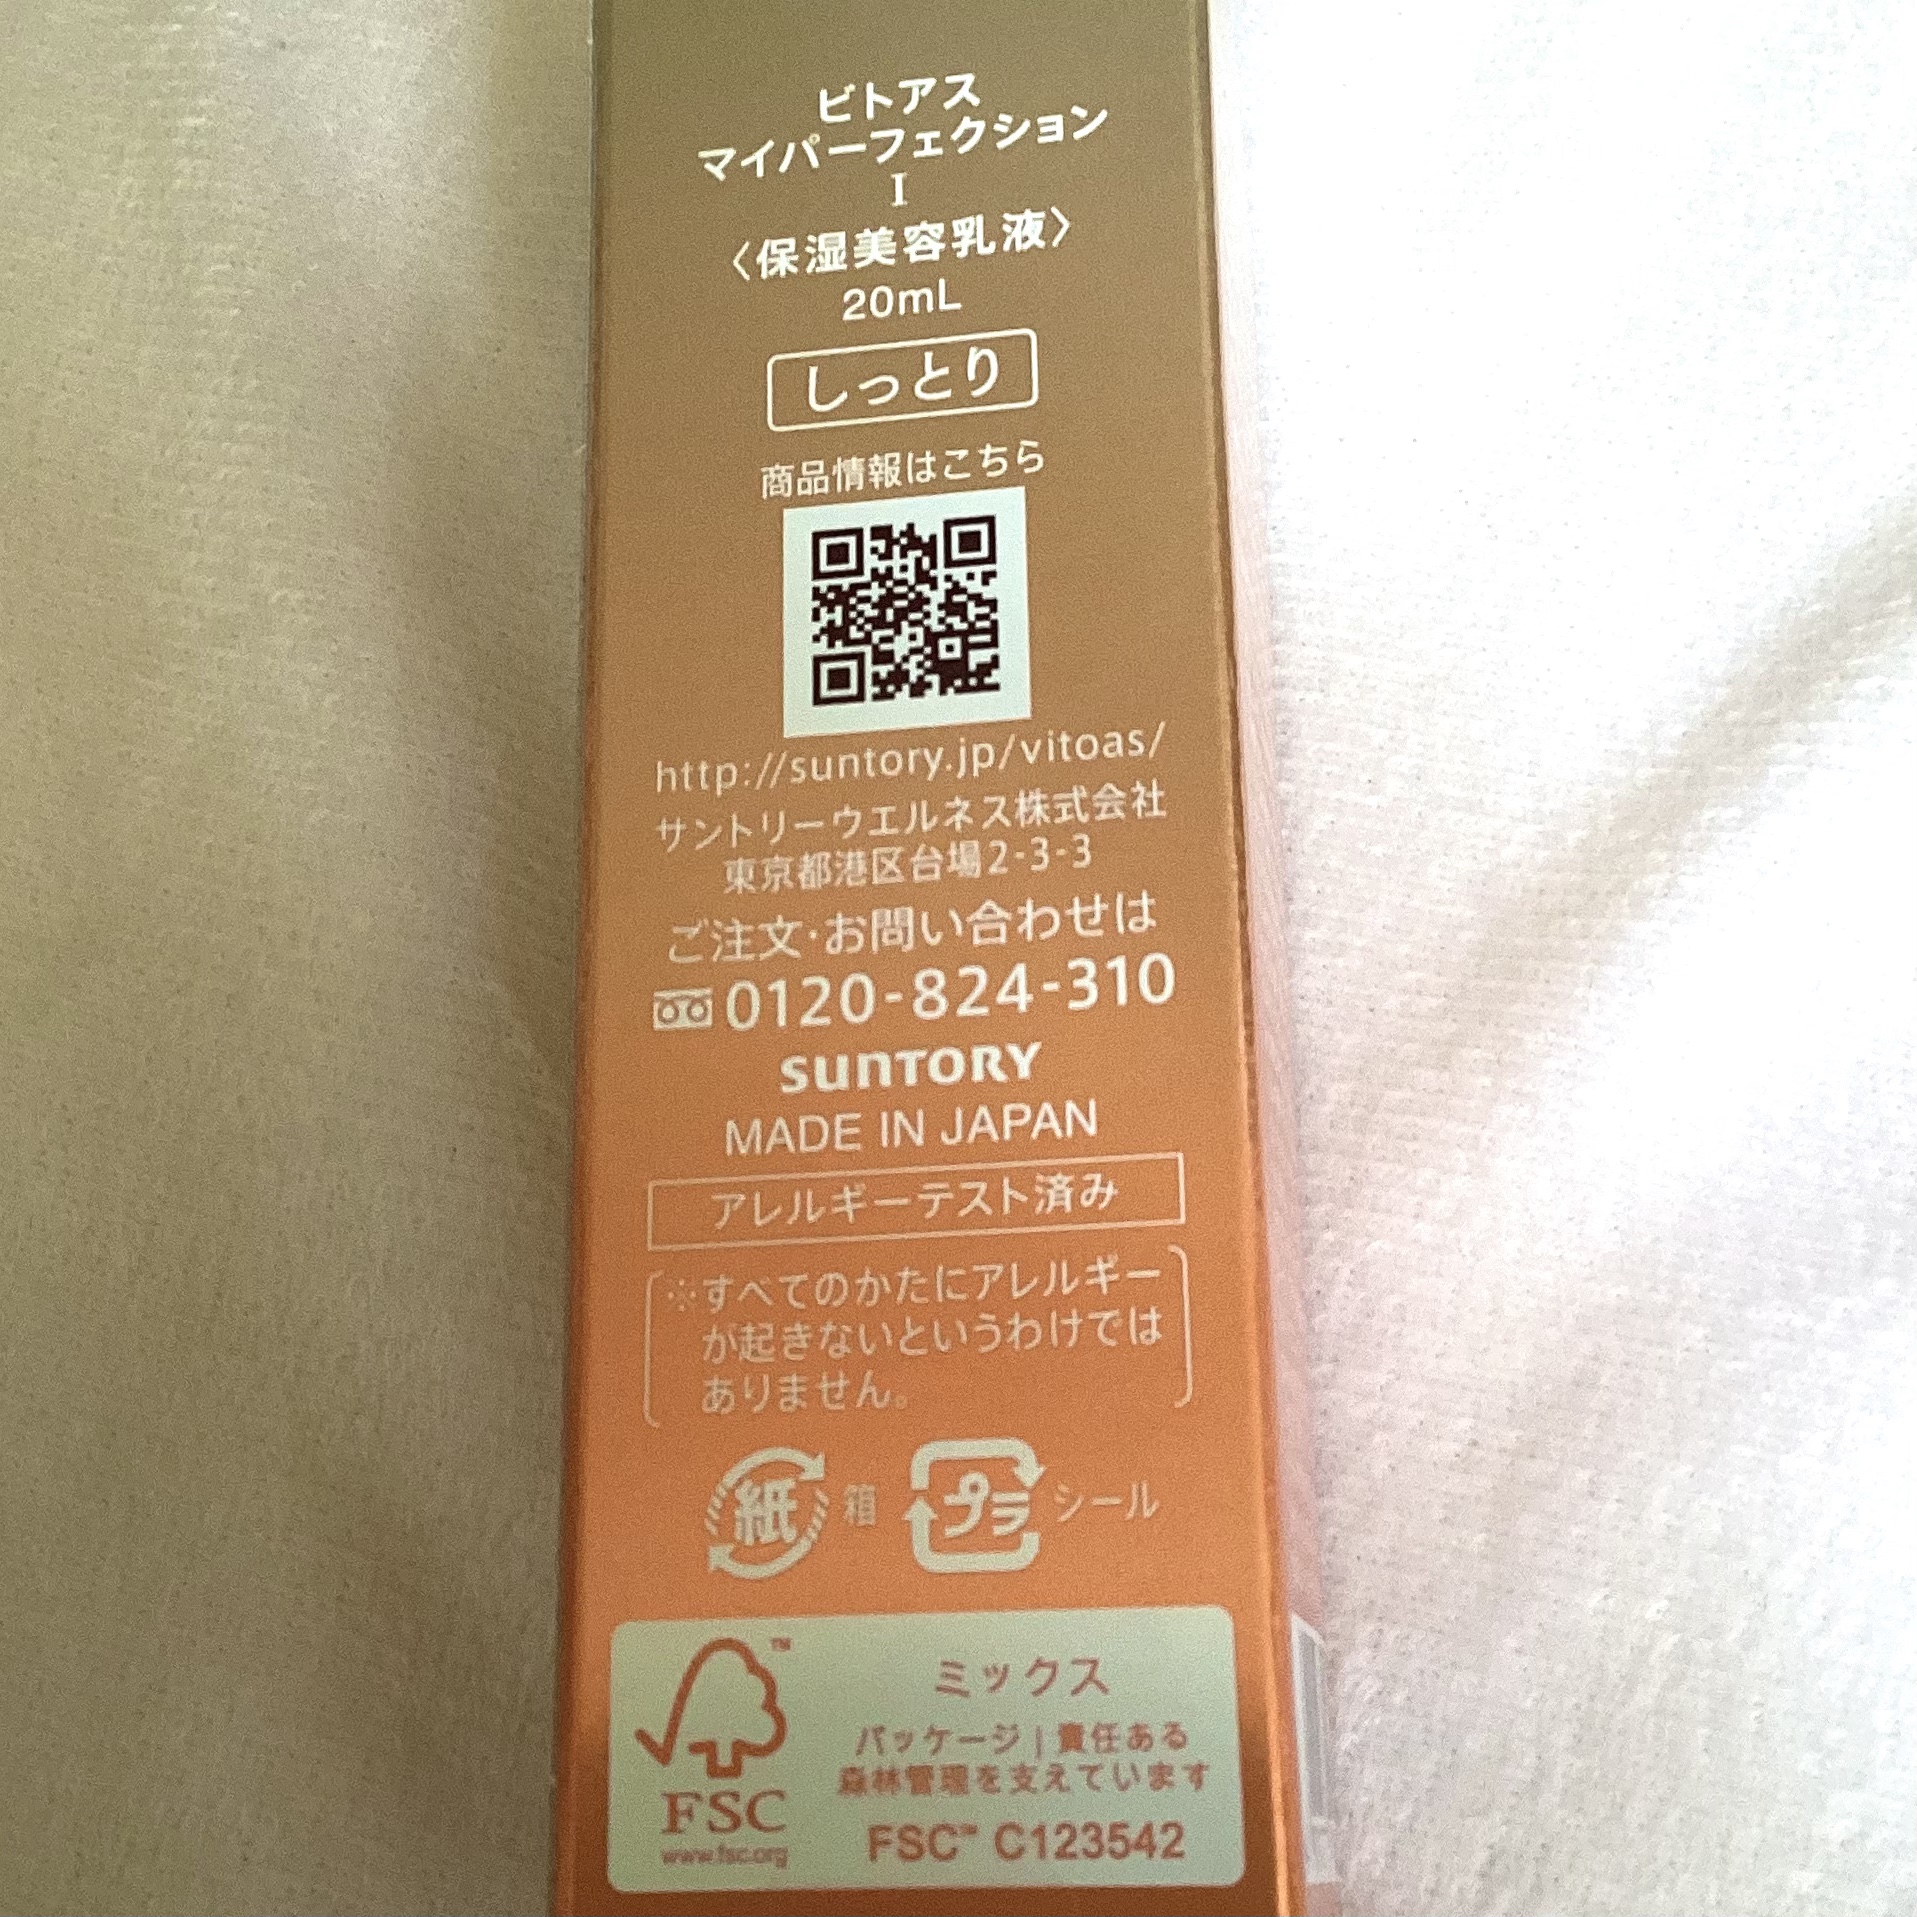 ビトアス
マイパーフェクション
I
〈保湿美容乳液〉
20mL
しっとり
商品情報はこちら
http://suntory.jp/vitoas/
サントリーウエルネス株式会社
東京都港区台場2-3-3
ご注文・お問い合わせは
0120-824-310
SUNTORY
MADE IN JAPAN
アレルギーテスト済み
※すべてのかたにアレルギー
が起きないというわけでは
ありません。
紙 箱 プラ シール
TM
ミックス
パッケージ | 責任ある
森林管理を支えています
FSC
www.fsc.org
FSC™ C123542